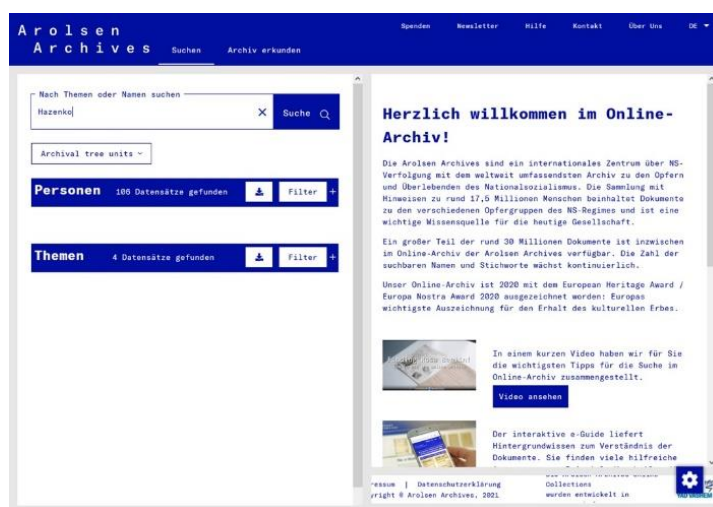 Arolsen
Archives
Suchen
Archiv erkunden
Spenden
Newsletter
Hilfe
Kontakt
Über Uns
DE
Nach Themen oder Namen suchen
Hazenko
Suche
Archival tree units
Personen 106 Datensätze gefunden Filter +
Themen 4 Datensätze gefunden Filter +
Herzlich willkommen im Online-
Archiv!
Die Arolsen Archives sind ein internationales Zentrum über NS-
Verfolgung mit dem weltweit umfassendsten Archiv zu den Opfern
und Überlebenden des Nationalsozialismus. Die Sammlung mit
Hinweisen zu rund 17,5 Millionen Menschen beinhaltet Dokumente
zu den verschiedenen Opfergruppen des NS-Regimes und ist eine
wichtige Wissensquelle für die heutige Gesellschaft.
Ein großer Teil der rund 30 Millionen Dokumente ist inzwischen
im Online-Archiv der Arolsen Archives verfügbar. Die Zahl der
suchbaren Namen und Stichworte wächst kontinuierlich.
Unser Online-Archiv ist 2020 mit dem European Heritage Award /
Europa Nostra Award 2020 ausgezeichnet worden: Europas
wichtigste Auszeichnung für den Erhalt des kulturellen Erbes.
In einem kurzen Video haben wir für Sie
die wichtigsten Tipps für die Suche im
Online-Archiv zusammengestellt.
Video ansehen
Der interaktive e-Guide liefert
Hintergrundwissen zum Verständnis der
Dokumente. Sie finden viele hilfreiche
ressum | Datenschutzerklärung
yright © Arolsen Archives, 2021
Collections
wurden entwickelt in